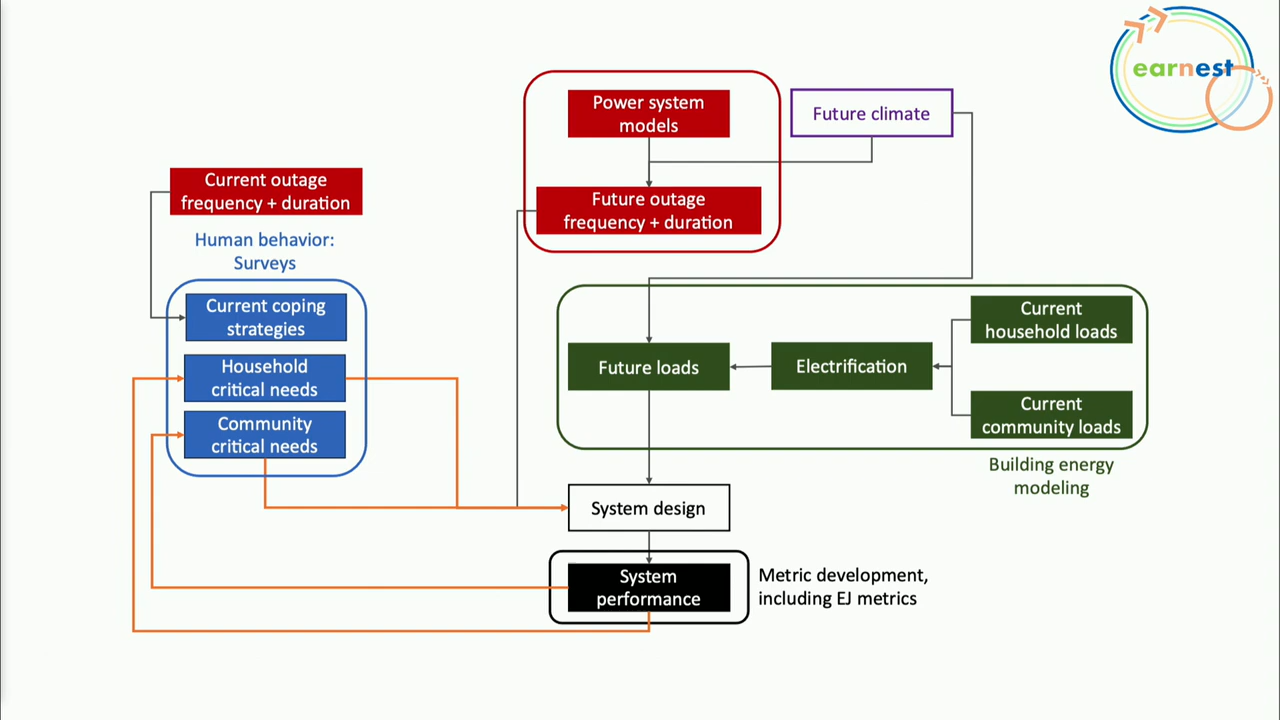 earnest
Power system
models
Future climate
Current outage
frequency + duration
Future outage
frequency + duration
Human behavior:
Surveys
Current coping
strategies
Household
critical needs
Community
critical needs
Current
household loads
Future loads
Electrification
Current
community loads
Building energy
modeling
System design
System
performance
Metric development,
including EJ metrics